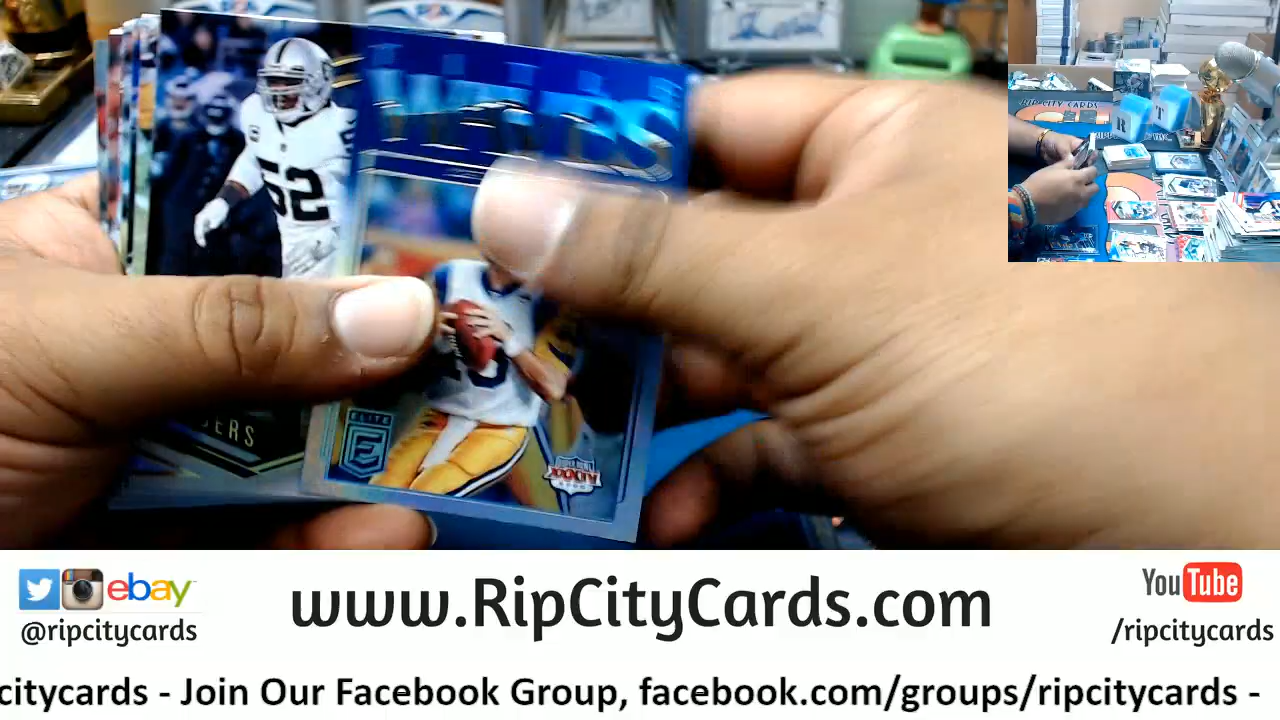 52
ELITE
E
RIP CITY CARDS
R
T
ebay
@ripcitycards
www.RipCityCards.com
YouTube
/ripcitycards
citycards - Join Our Facebook Group, facebook.com/groups/ripcitycards -